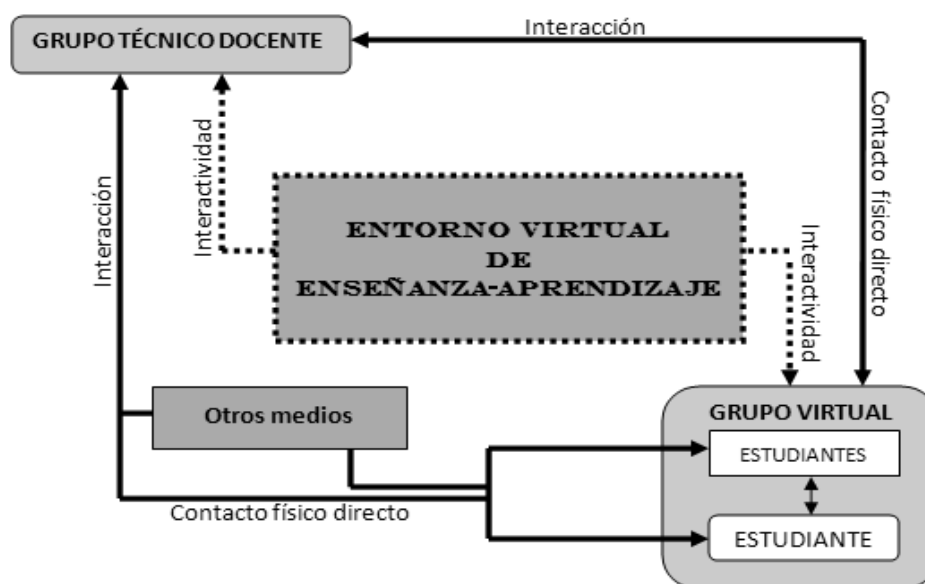 Interacción
GRUPO TÉCNICO DOCENTE
Contacto físico directo
Interactividad
Interacción
ENTORNO VIRTUAL
DE
ENSEÑANZA-APRENDIZAJE
Interactividad
Otros medios
GRUPO VIRTUAL
ESTUDIANTES
Contacto físico directo
ESTUDIANTE